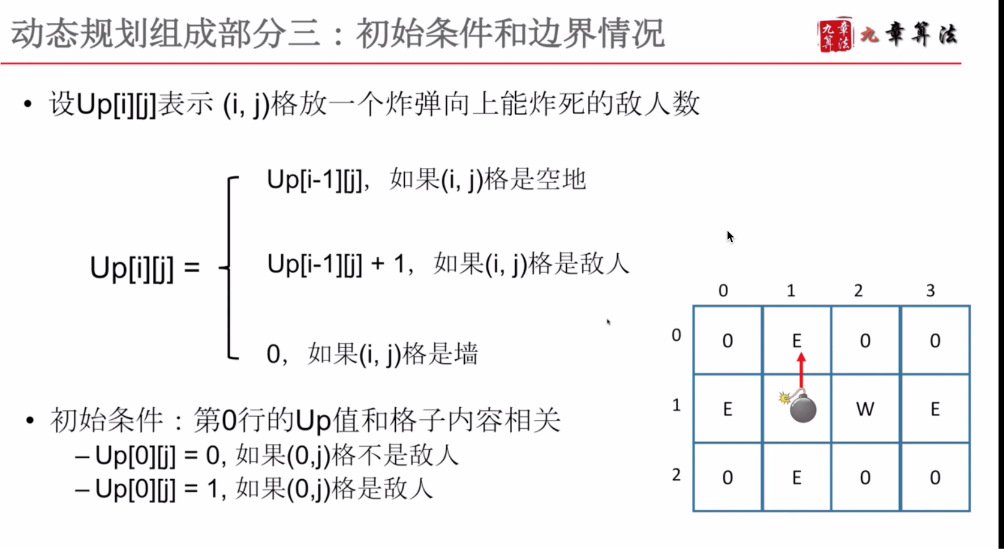 动态规划组成部分三：初始条件和边界情况
九章算法
九章算法
• 设Up[i][j]表示 (i, j)格放一个炸弹向上能炸死的敌人数
Up[i-1][j]，如果(i, j)格是空地
Up[i][j] =
Up[i-1][j] + 1，如果(i, j)格是敌人
0，如果(i, j)格是墙
• 初始条件：第0行的Up值和格子内容相关
–Up[0][j] = 0, 如果(0,j)格不是敌人
–Up[0][j] = 1, 如果(0,j)格是敌人
0 1 2 3
0 0 E 0 0
1 E W E
2 0 E 0 0